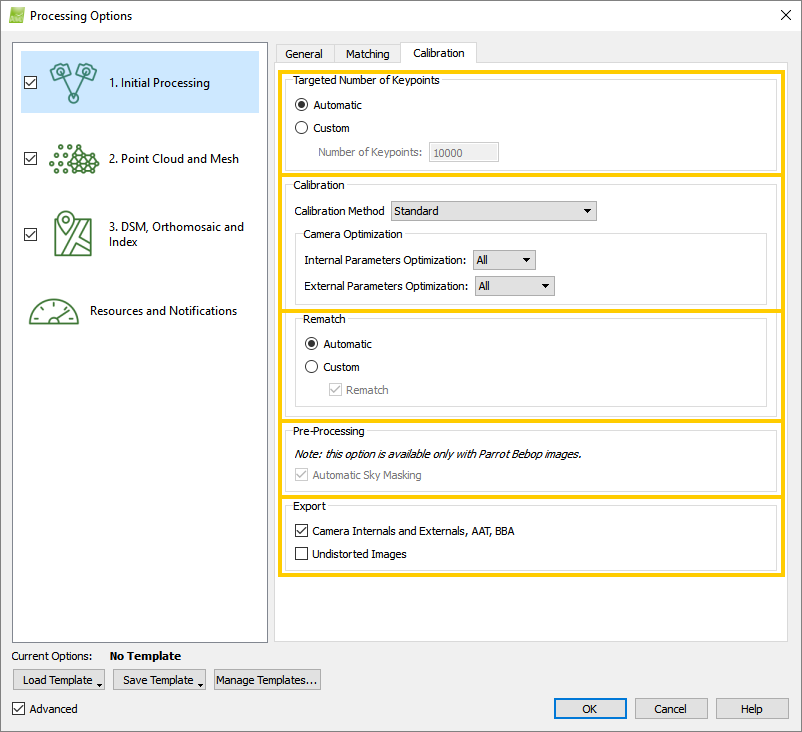 Processing Options
1. Initial Processing
2. Point Cloud and Mesh
3. DSM, Orthomosaic and
Index
Resources and Notifications
General Matching Calibration
Targeted Number of Keypoints
Automatic
Custom
Number of Keypoints: 10000
Calibration
Calibration Method Standard
Camera Optimization
Internal Parameters Optimization: All
External Parameters Optimization: All
Rematch
Automatic
Custom
Rematch
Pre-Processing
Note: this option is available only with Parrot Bebop images.
Automatic Sky Masking
Export
Camera Internals and Externals, AAT, BBA
Undistorted Images
Current Options: No Template
Load Template Save Template Manage Templates...
Advanced
OK Cancel Help